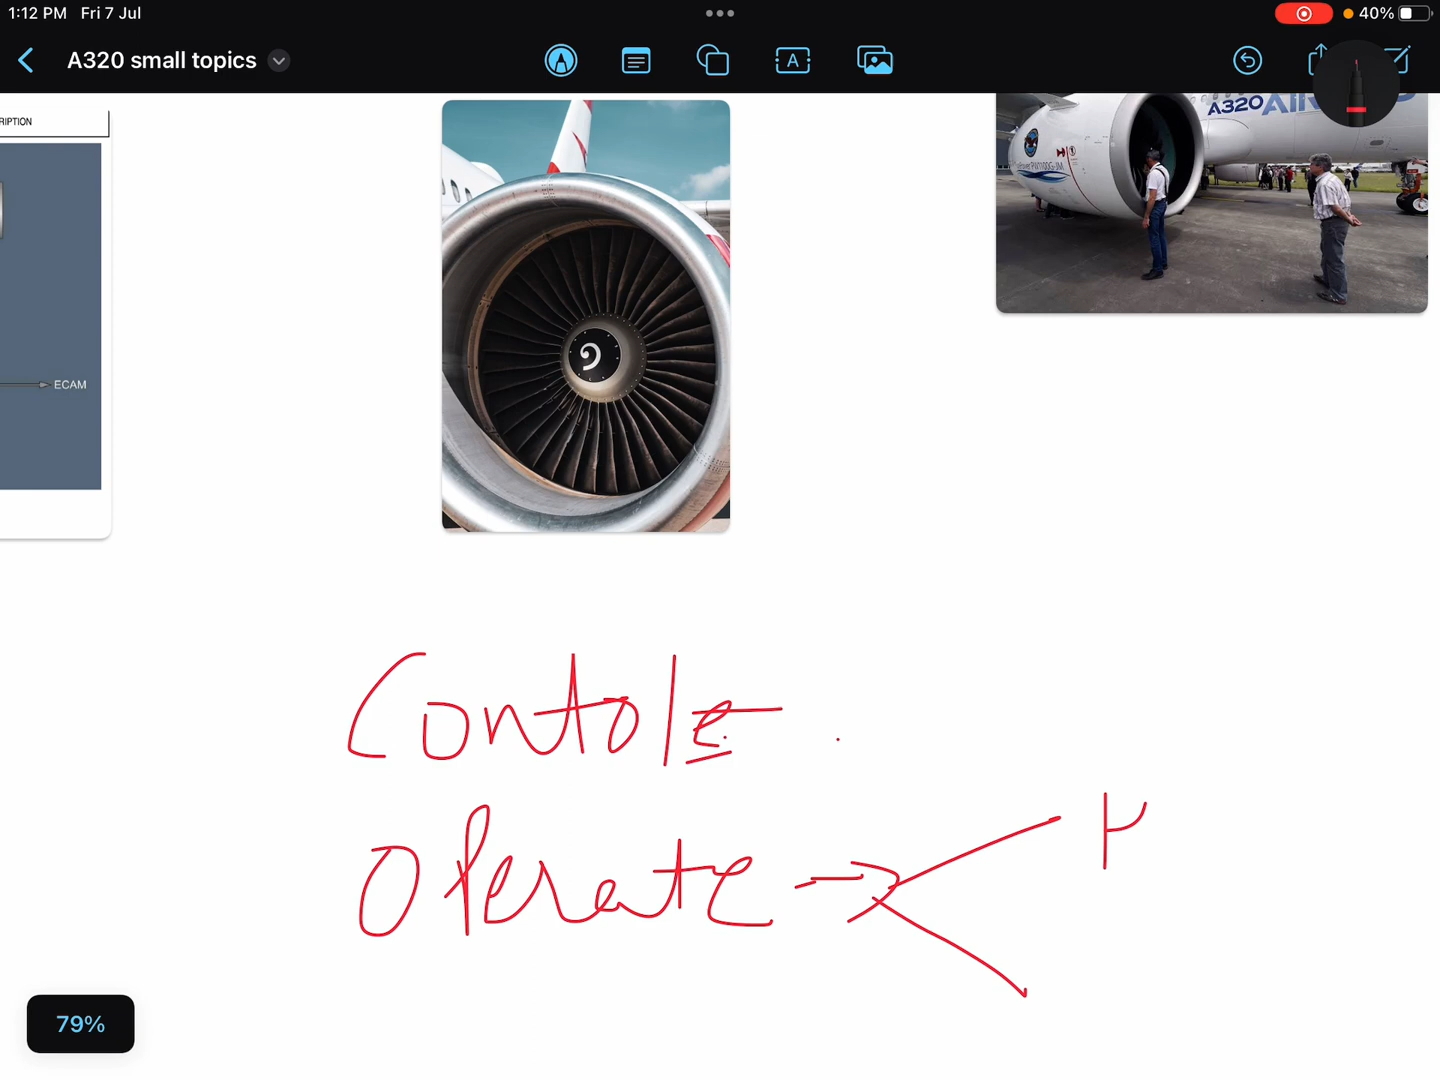 1:12 PM Fri 7 Jul
40%
A320 small topics
A
RIPTION
A320
ECAM
Contole
Operate →
79%